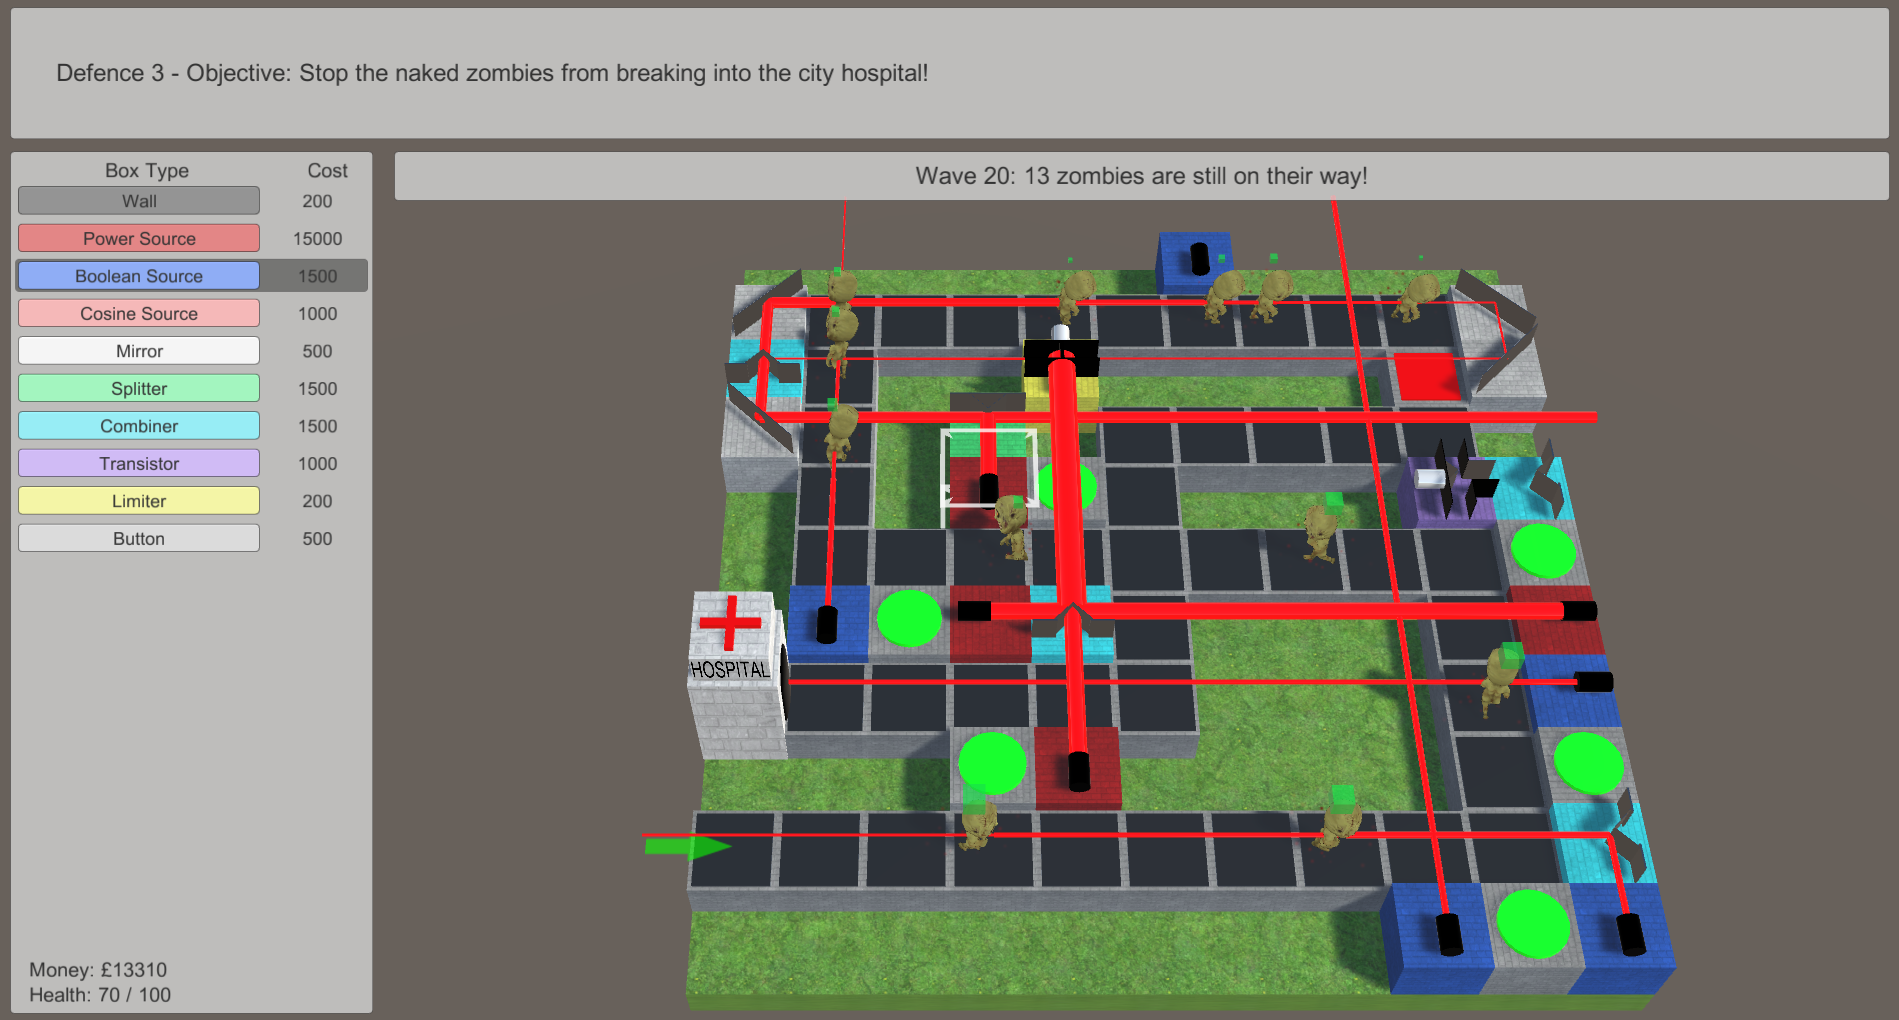 Defence 3 - Objective: Stop the naked zombies from breaking into the city hospital!
Box Type Cost
Wall 200
Power Source 15000
Boolean Source 1500
Cosine Source 1000
Mirror 500
Splitter 1500
Combiner 1500
Transistor 1000
Limiter 200
Button 500
Money: £13310
Health: 70 / 100
Wave 20: 13 zombies are still on their way!
HOSPITAL